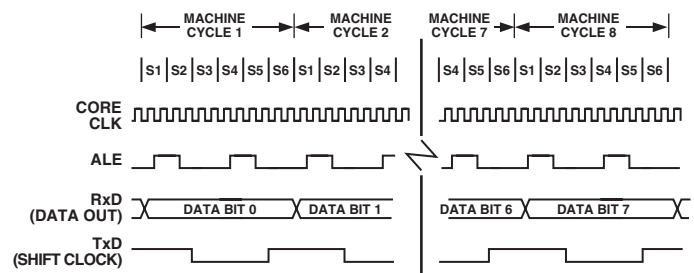 MACHINE CYCLE 1
MACHINE CYCLE 2
MACHINE CYCLE 7
MACHINE CYCLE 8
S1 S2 S3 S4 S5 S6 S1 S2 S3 S4
S4 S5 S6 S1 S2 S3 S4 S5 S6
CORE CLK
ALE
RxD (DATA OUT)
DATA BIT 0
DATA BIT 1
DATA BIT 6
DATA BIT 7
TxD (SHIFT CLOCK)